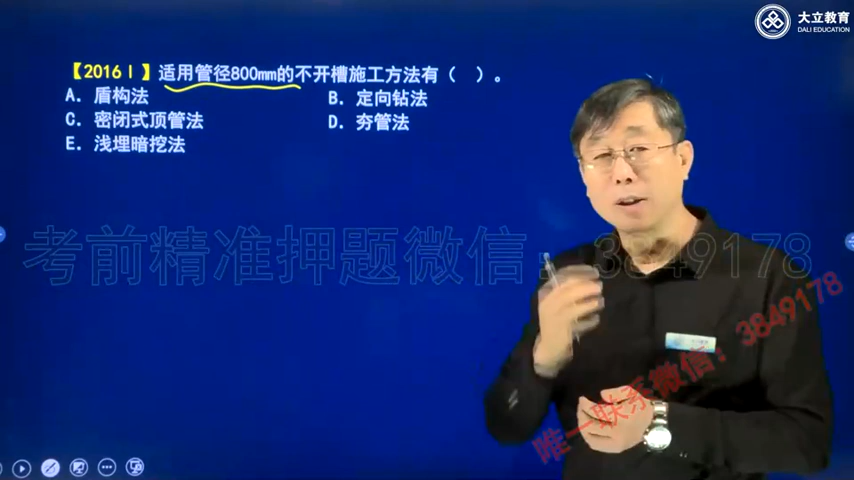 大立教育
DALI EDUCATION
【2016Ⅰ】适用管径800mm的不开槽施工方法有（ ）。
A. 盾构法
B. 定向钻法
C. 密闭式顶管法
D. 夯管法
E. 浅埋暗挖法
考前精准押题微信：3849178
唯一联系微信：3849178